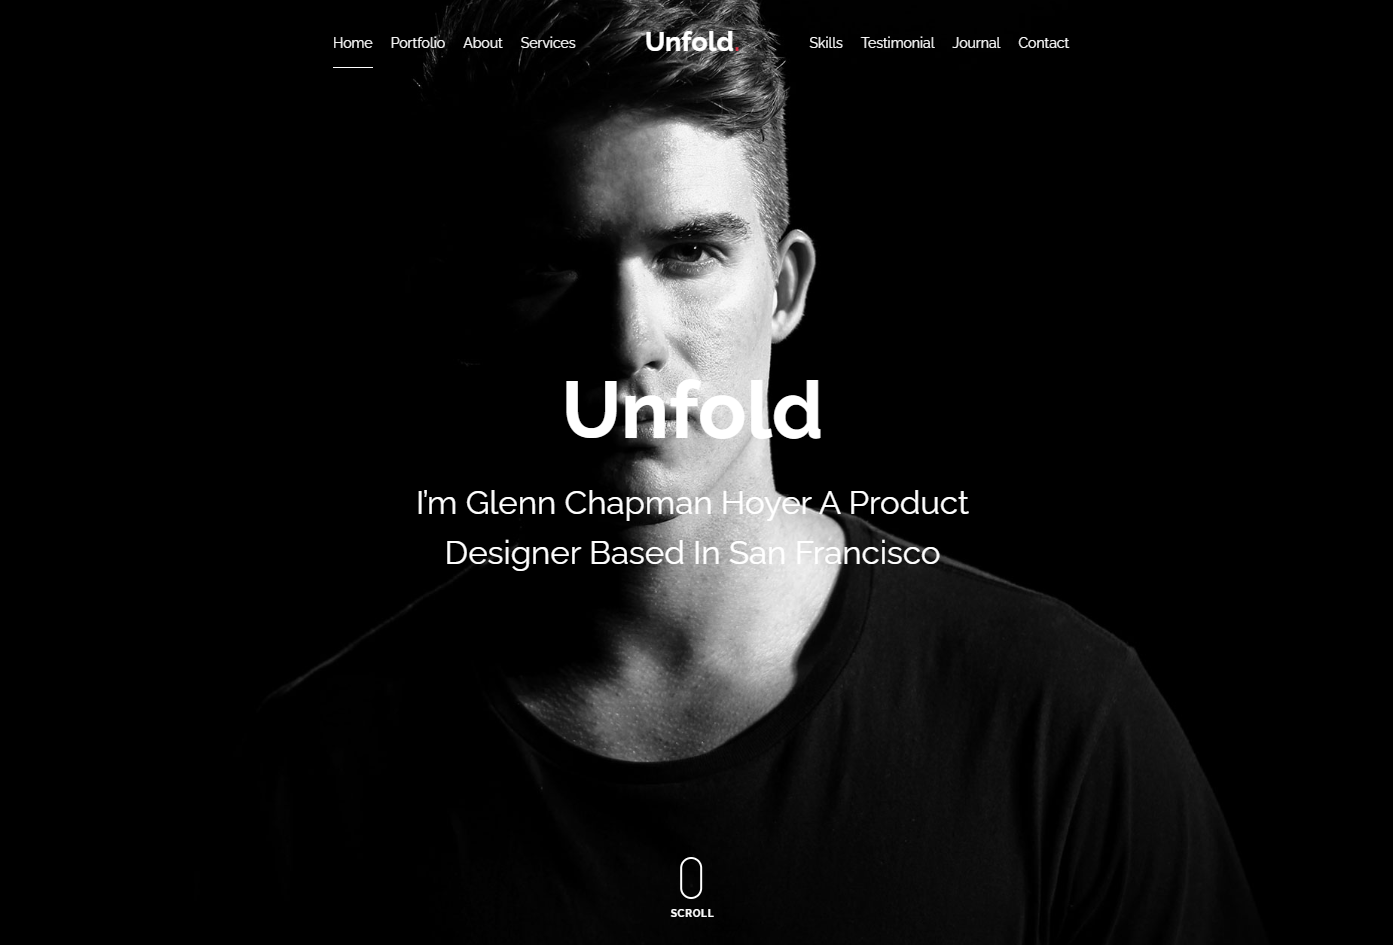 Home Portfolio About Services Unfold. Skills Testimonial Journal Contact
Unfold
I'm Glenn Chapman Hoyer A Product
Designer Based In San Francisco
SCROLL